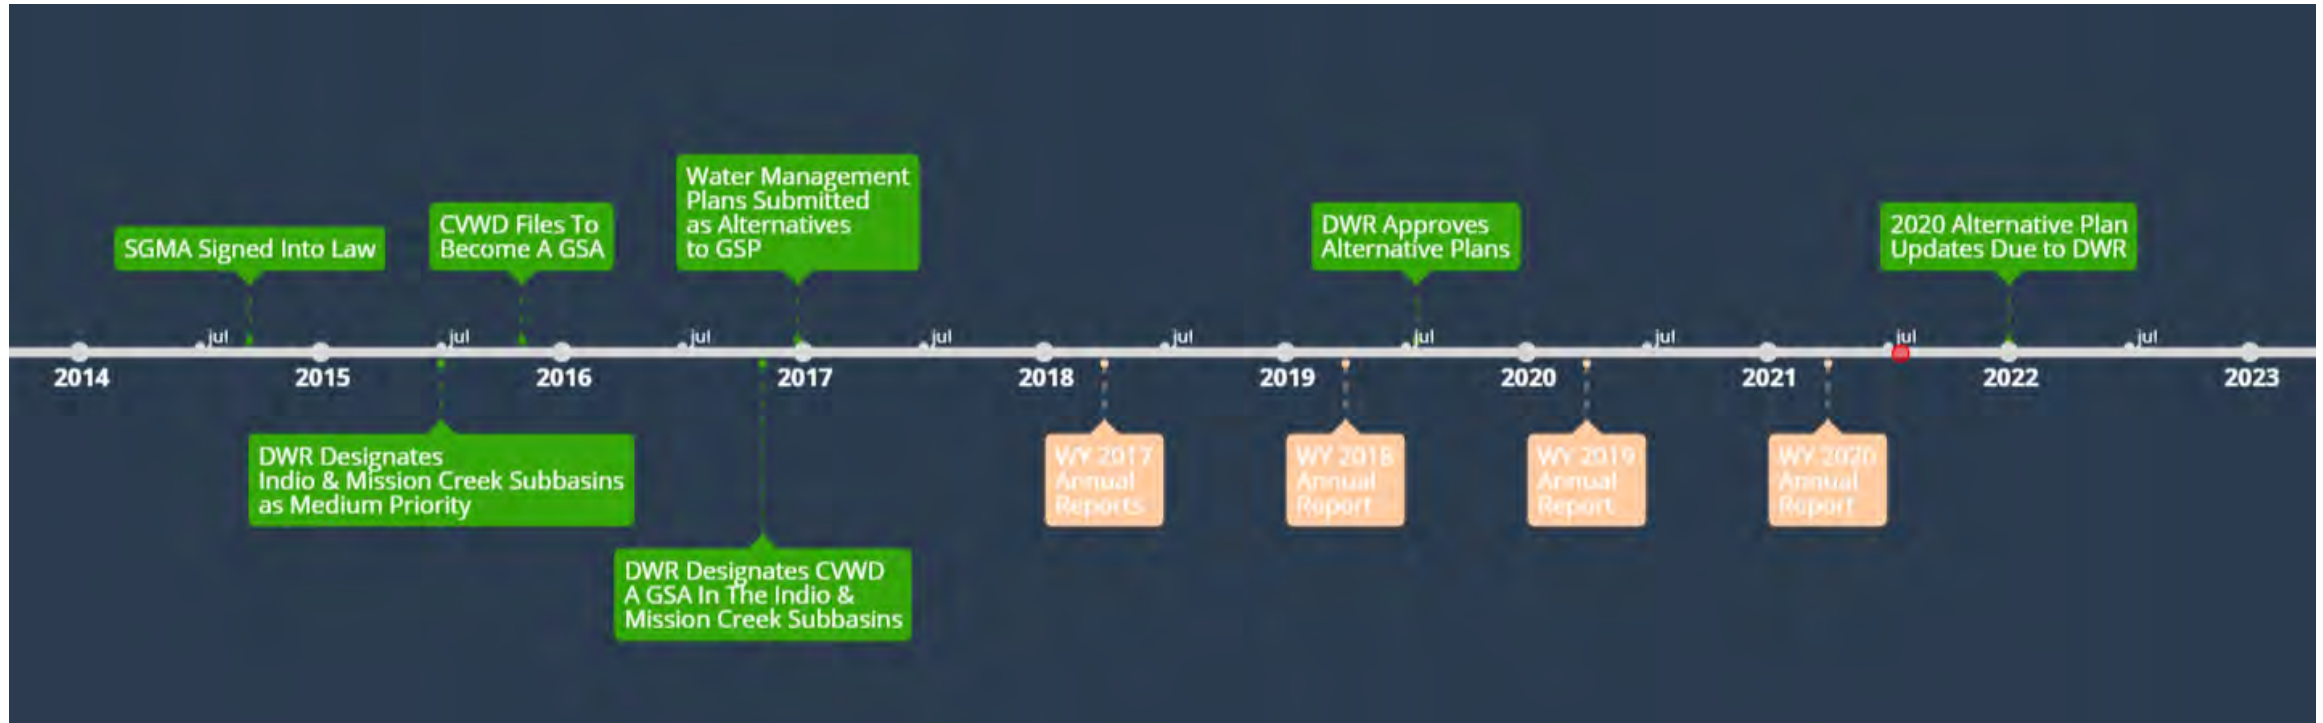 Water Management
Plans Submitted
as Alternatives
to GSP
CVWD Files To
Become A GSA
DWR Approves
Alternative Plans
2020 Alternative Plan
Updates Due to DWR
SGMA Signed Into Law
jul
jul
jul
jul
jul
jul
jul
jul
jul
2014
2015
2016
2017
2018
2019
2020
2021
2022
2023
DWR Designates
Indio & Mission Creek Subbasins
as Medium Priority
WY 2017
Annual
Reports
WY 2018
Annual
Report
WY 2019
Annual
Report
WY 2020
Annual
Report
DWR Designates CVWD
A GSA In The Indio &
Mission Creek Subbasins